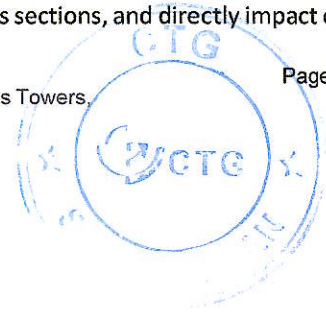 s sections, and directly impact
CTG
Page
s Towers,
CTG